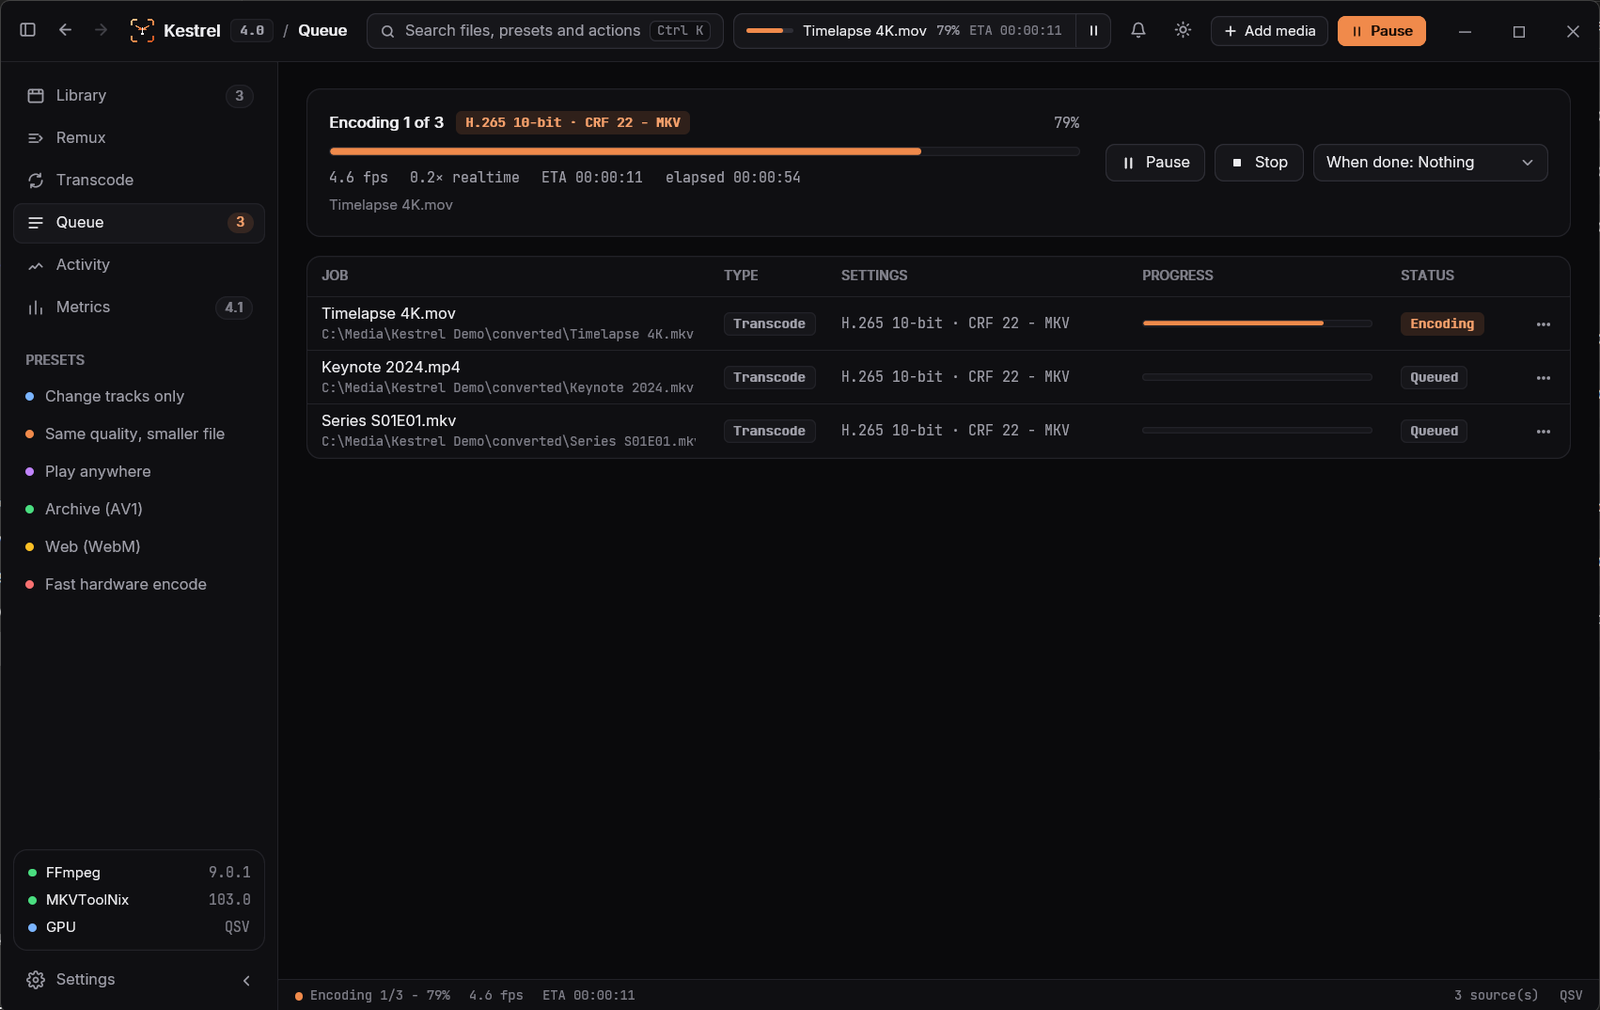 Kestrel 4.0 / Queue
Search files, presets and actions Ctrl K
Timelapse 4K.mov 79% ETA 00:00:11
Add media
Pause
Library 3
Remux
Transcode
Queue 3
Activity
Metrics 4.1
PRESETS
Change tracks only
Same quality, smaller file
Play anywhere
Archive (AV1)
Web (WebM)
Fast hardware encode
FFmpeg 9.0.1
MKVToolNix 103.0
GPU QSV
Settings
Encoding 1 of 3 H.265 10-bit · CRF 22 - MKV 79%
4.6 fps 0.2× realtime ETA 00:00:11 elapsed 00:00:54
Timelapse 4K.mov
Pause
Stop
When done: Nothing
JOB TYPE SETTINGS PROGRESS STATUS
Timelapse 4K.mov
C:\Media\Kestrel Demo\converted\Timelapse 4K.mkv
Transcode H.265 10-bit · CRF 22 - MKV Encoding
Keynote 2024.mp4
C:\Media\Kestrel Demo\converted\Keynote 2024.mkv
Transcode H.265 10-bit · CRF 22 - MKV Queued
Series S01E01.mkv
C:\Media\Kestrel Demo\converted\Series S01E01.mkv
Transcode H.265 10-bit · CRF 22 - MKV Queued
Encoding 1/3 - 79% 4.6 fps ETA 00:00:11
3 source(s) QSV